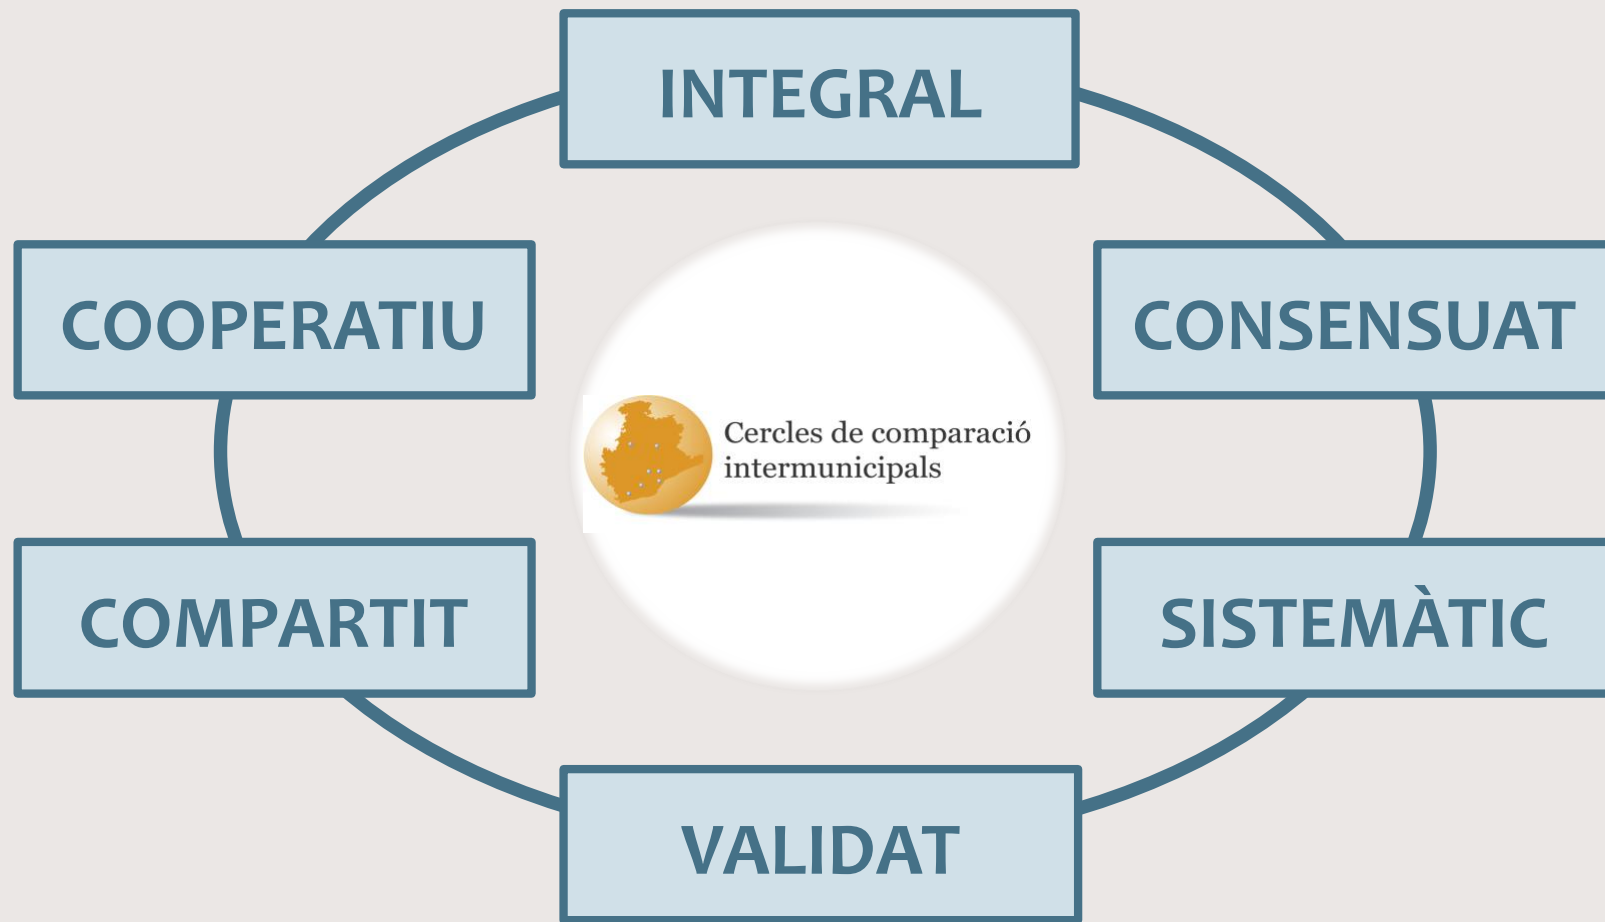 INTEGRAL
COOPERATIU
CONSENSUAT
Cercles de comparació
intermunicipals
COMPARTIT
SISTEMÀTIC
VALIDAT